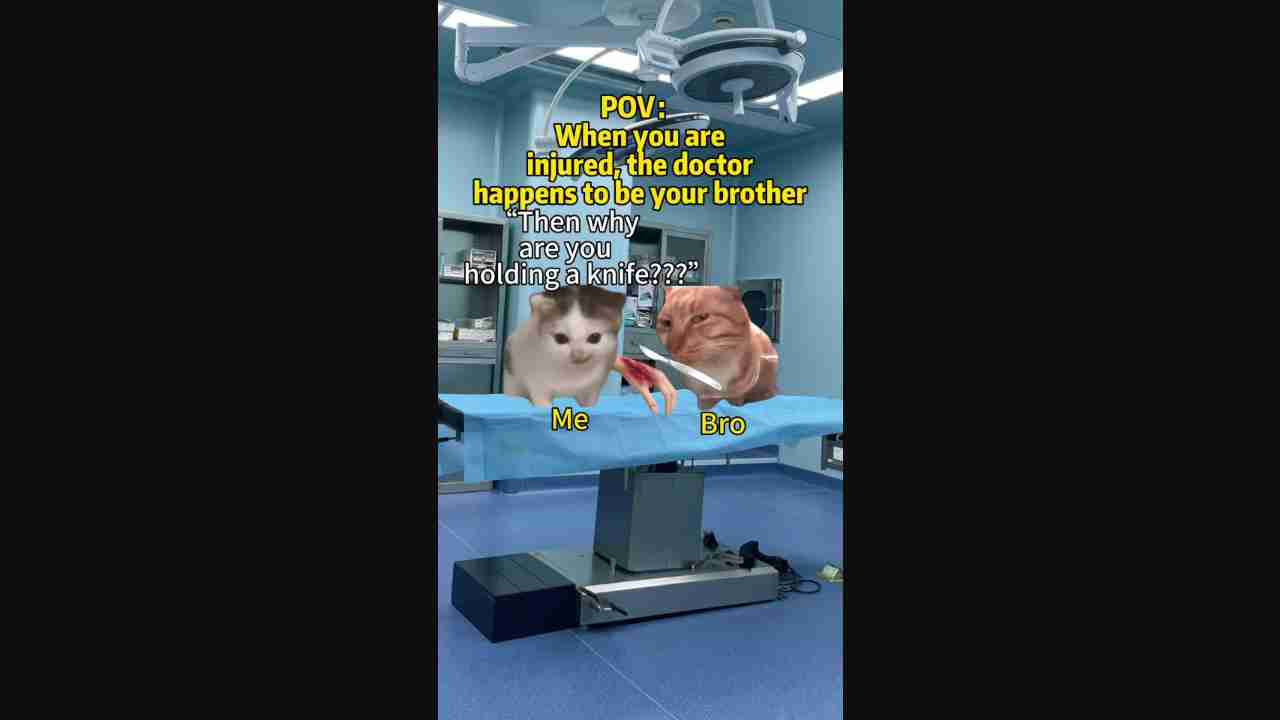 POV:
When you are
injured, the doctor
happens to be your brother
“Then why
are you
holding a knife???”
Me
Bro